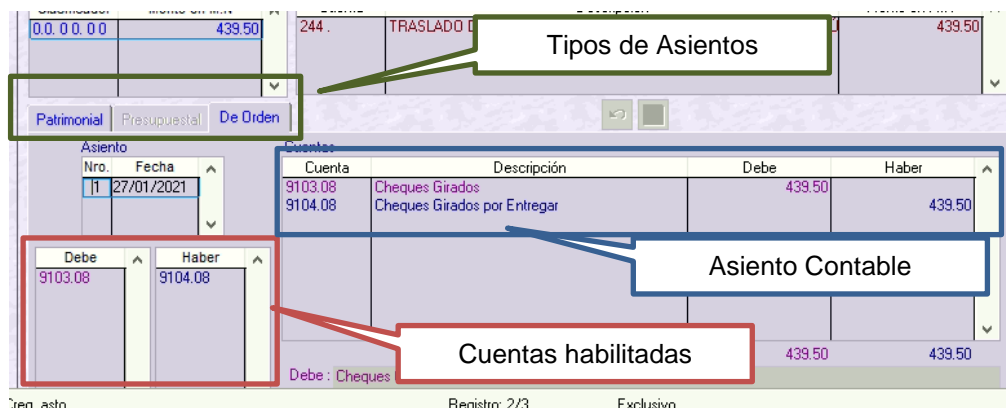 0.0. 0 0. 0 0 439.50
244 . TRASLADO D 439.50
Tipos de Asientos
Patrimonial Presupuestal De Orden
Asiento
Nro. Fecha
1 27/01/2021
Cuentas
Cuenta Descripción Debe Haber
9103.08 Cheques Girados 439.50
9104.08 Cheques Girados por Entregar 439.50
Debe Haber
9103.08 9104.08
Asiento Contable
Cuentas habilitadas
439.50 439.50
Debe : Cheques
Registro: 2/3 Exclusivo